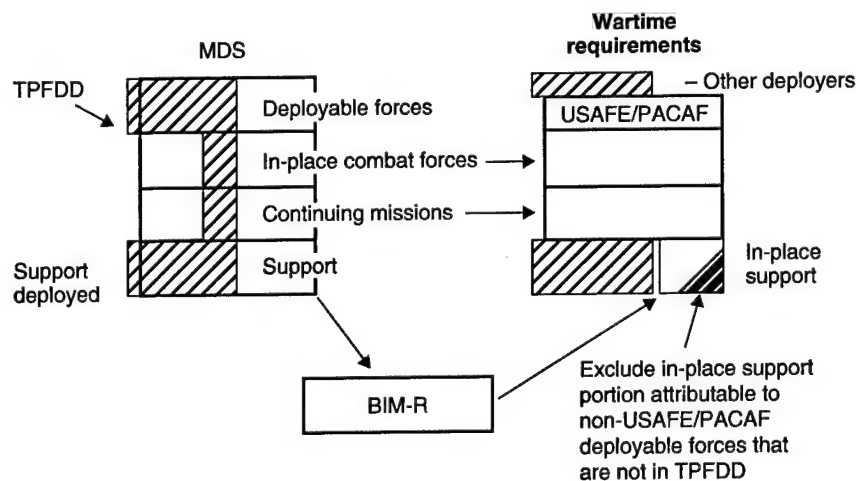 MDS
TPFDD
Deployable forces
In-place combat forces
Continuing missions
Support
Support
deployed
BIM-R
Wartime
requirements
– Other deployers
USAFE/PACAF
In-place
support
Exclude in-place support
portion attributable to
non-USAFE/PACAF
deployable forces that
are not in TPFDD